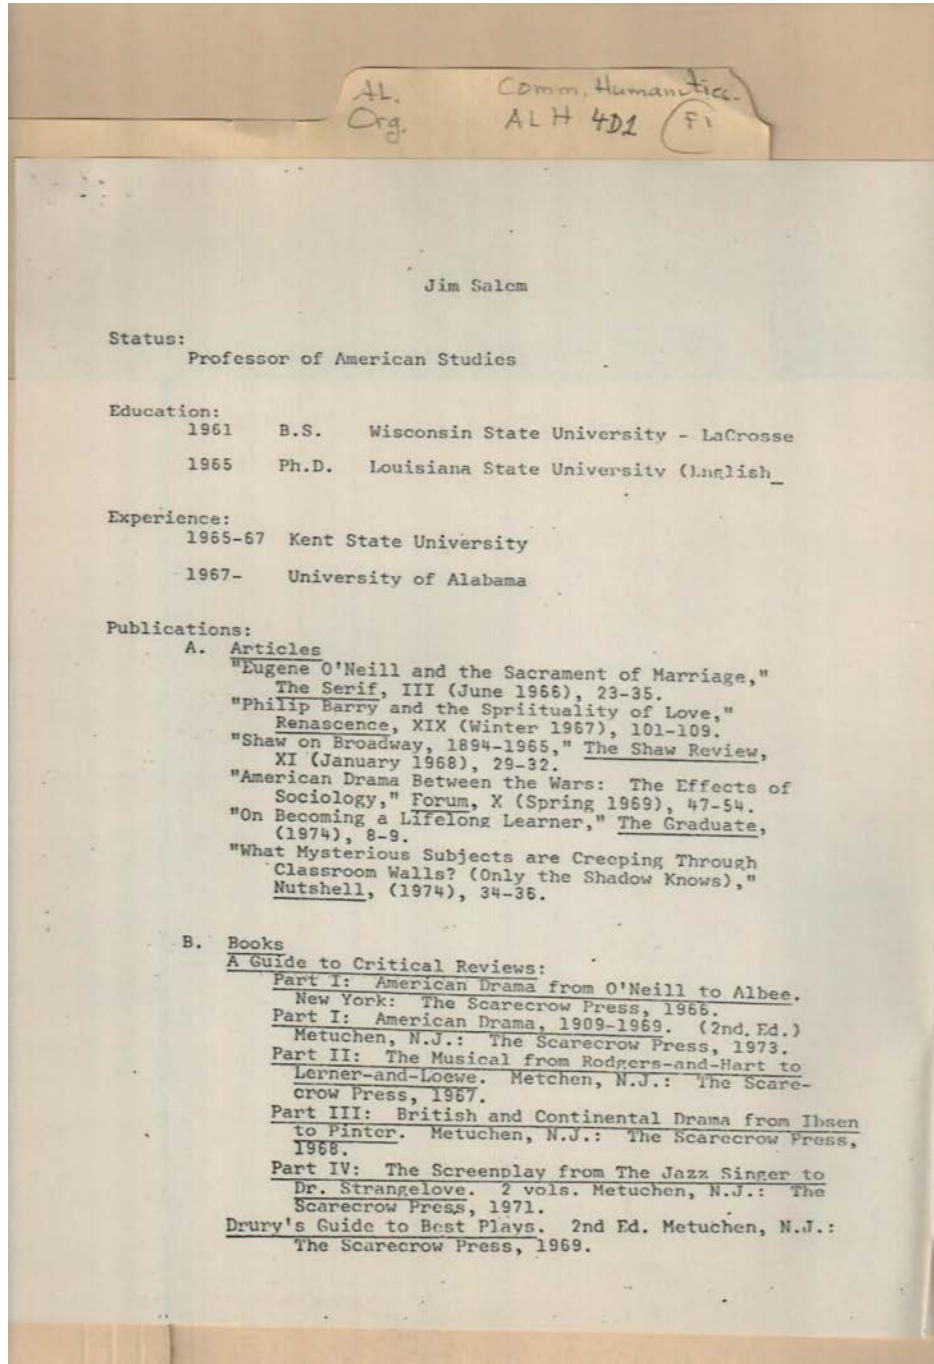 AL. Comm. Humanities.
Org. ALH 4D1 F1
Jim Salem
Status:
Professor of American Studies
Education:
1961 B.S. Wisconsin State University - LaCrosse
1965 Ph.D. Louisiana State University (English_
Experience:
1965-67 Kent State University
1967- University of Alabama
Publications:
A. Articles
"Eugene O'Neill and the Sacrament of Marriage,"
The Serif, III (June 1966), 23-35.
"Philip Barry and the Spriituality of Love,"
Renascence, XIX (Winter 1967), 101-109.
"Shaw on Broadway, 1894-1965," The Shaw Review,
XI (January 1968), 29-32.
"American Drama Between the Wars: The Effects of
Sociology," Forum, X (Spring 1969), 47-54.
"On Becoming a Lifelong Learner," The Graduate,
(1974), 8-9.
"What Mysterious Subjects are Creeping Through
Classroom Walls? (Only the Shadow Knows),"
Nutshell, (1974), 34-36.
B. Books
A Guide to Critical Reviews:
Part I: American Drama from O'Neill to Albee.
New York: The Scarecrow Press, 1966.
Part I: American Drama, 1909-1969. (2nd. Ed.)
Metuchen, N.J.: The Scarecrow Press, 1973.
Part II: The Musical from Rodgers-and-Hart to
Lerner-and-Loewe. Metchen, N.J.: The Scare-
crow Press, 1967.
Part III: British and Continental Drama from Ibsen
to Pinter. Metuchen, N.J.: The Scarecrow Press,
1968.
Part IV: The Screenplay from The Jazz Singer to
Dr. Strangelove. 2 vols. Metuchen, N.J.: The
Scarecrow Press, 1971.
Drury's Guide to Best Plays. 2nd Ed. Metuchen, N.J.:
The Scarecrow Press, 1969.